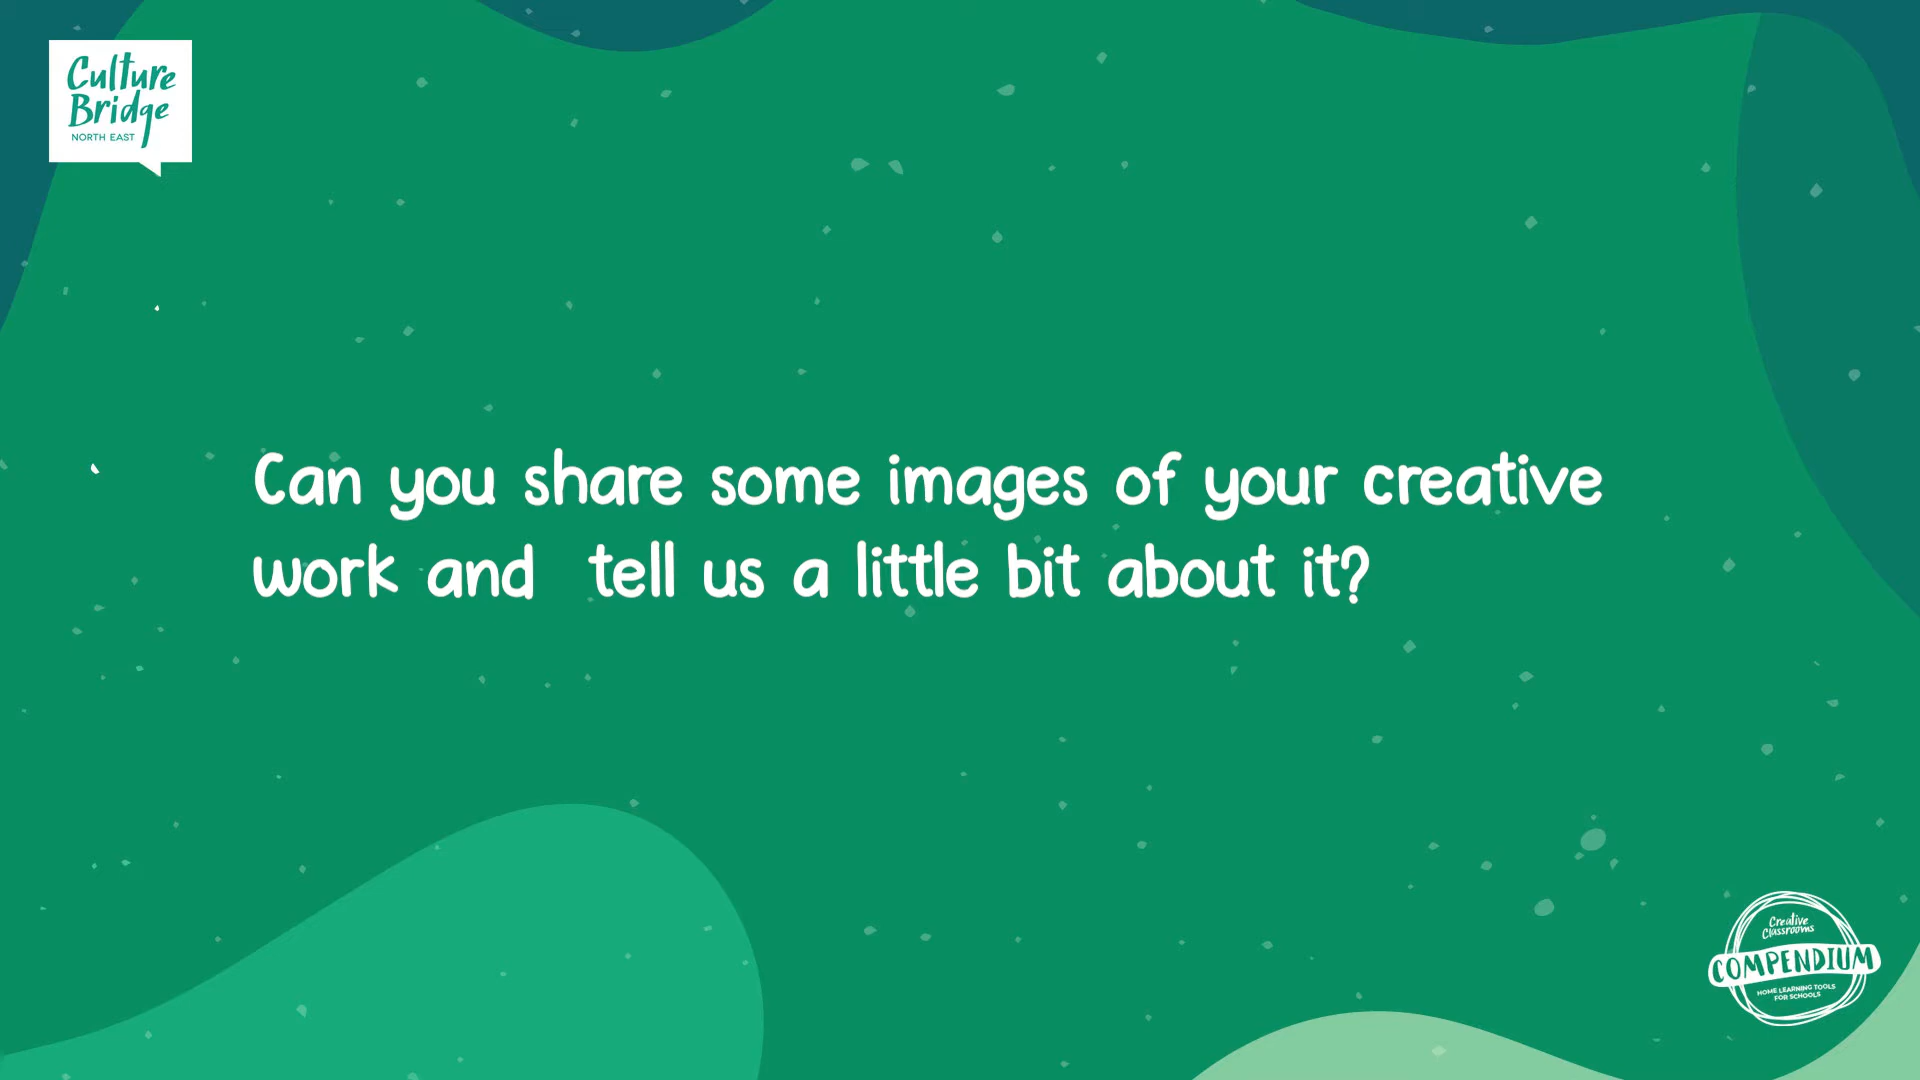 Culture
Bridge
NORTH EAST
Can you share some images of your creative
work and  tell us a little bit about it?
Creative
Classrooms
COMPENDIUM
HOME LEARNING TOOLS
FOR SCHOOLS